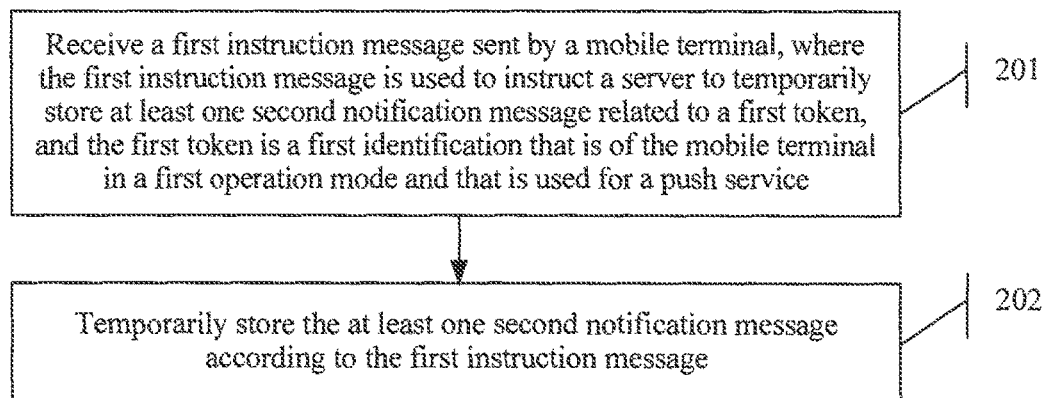 Receive a first instruction message sent by a mobile terminal, where
the first instruction message is used to instruct a server to temporarily
store at least one second notification message related to a first token,
and the first token is a first identification that is of the mobile terminal
in a first operation mode and that is used for a push service
201
Temporarily store the at least one second notification message
according to the first instruction message
202